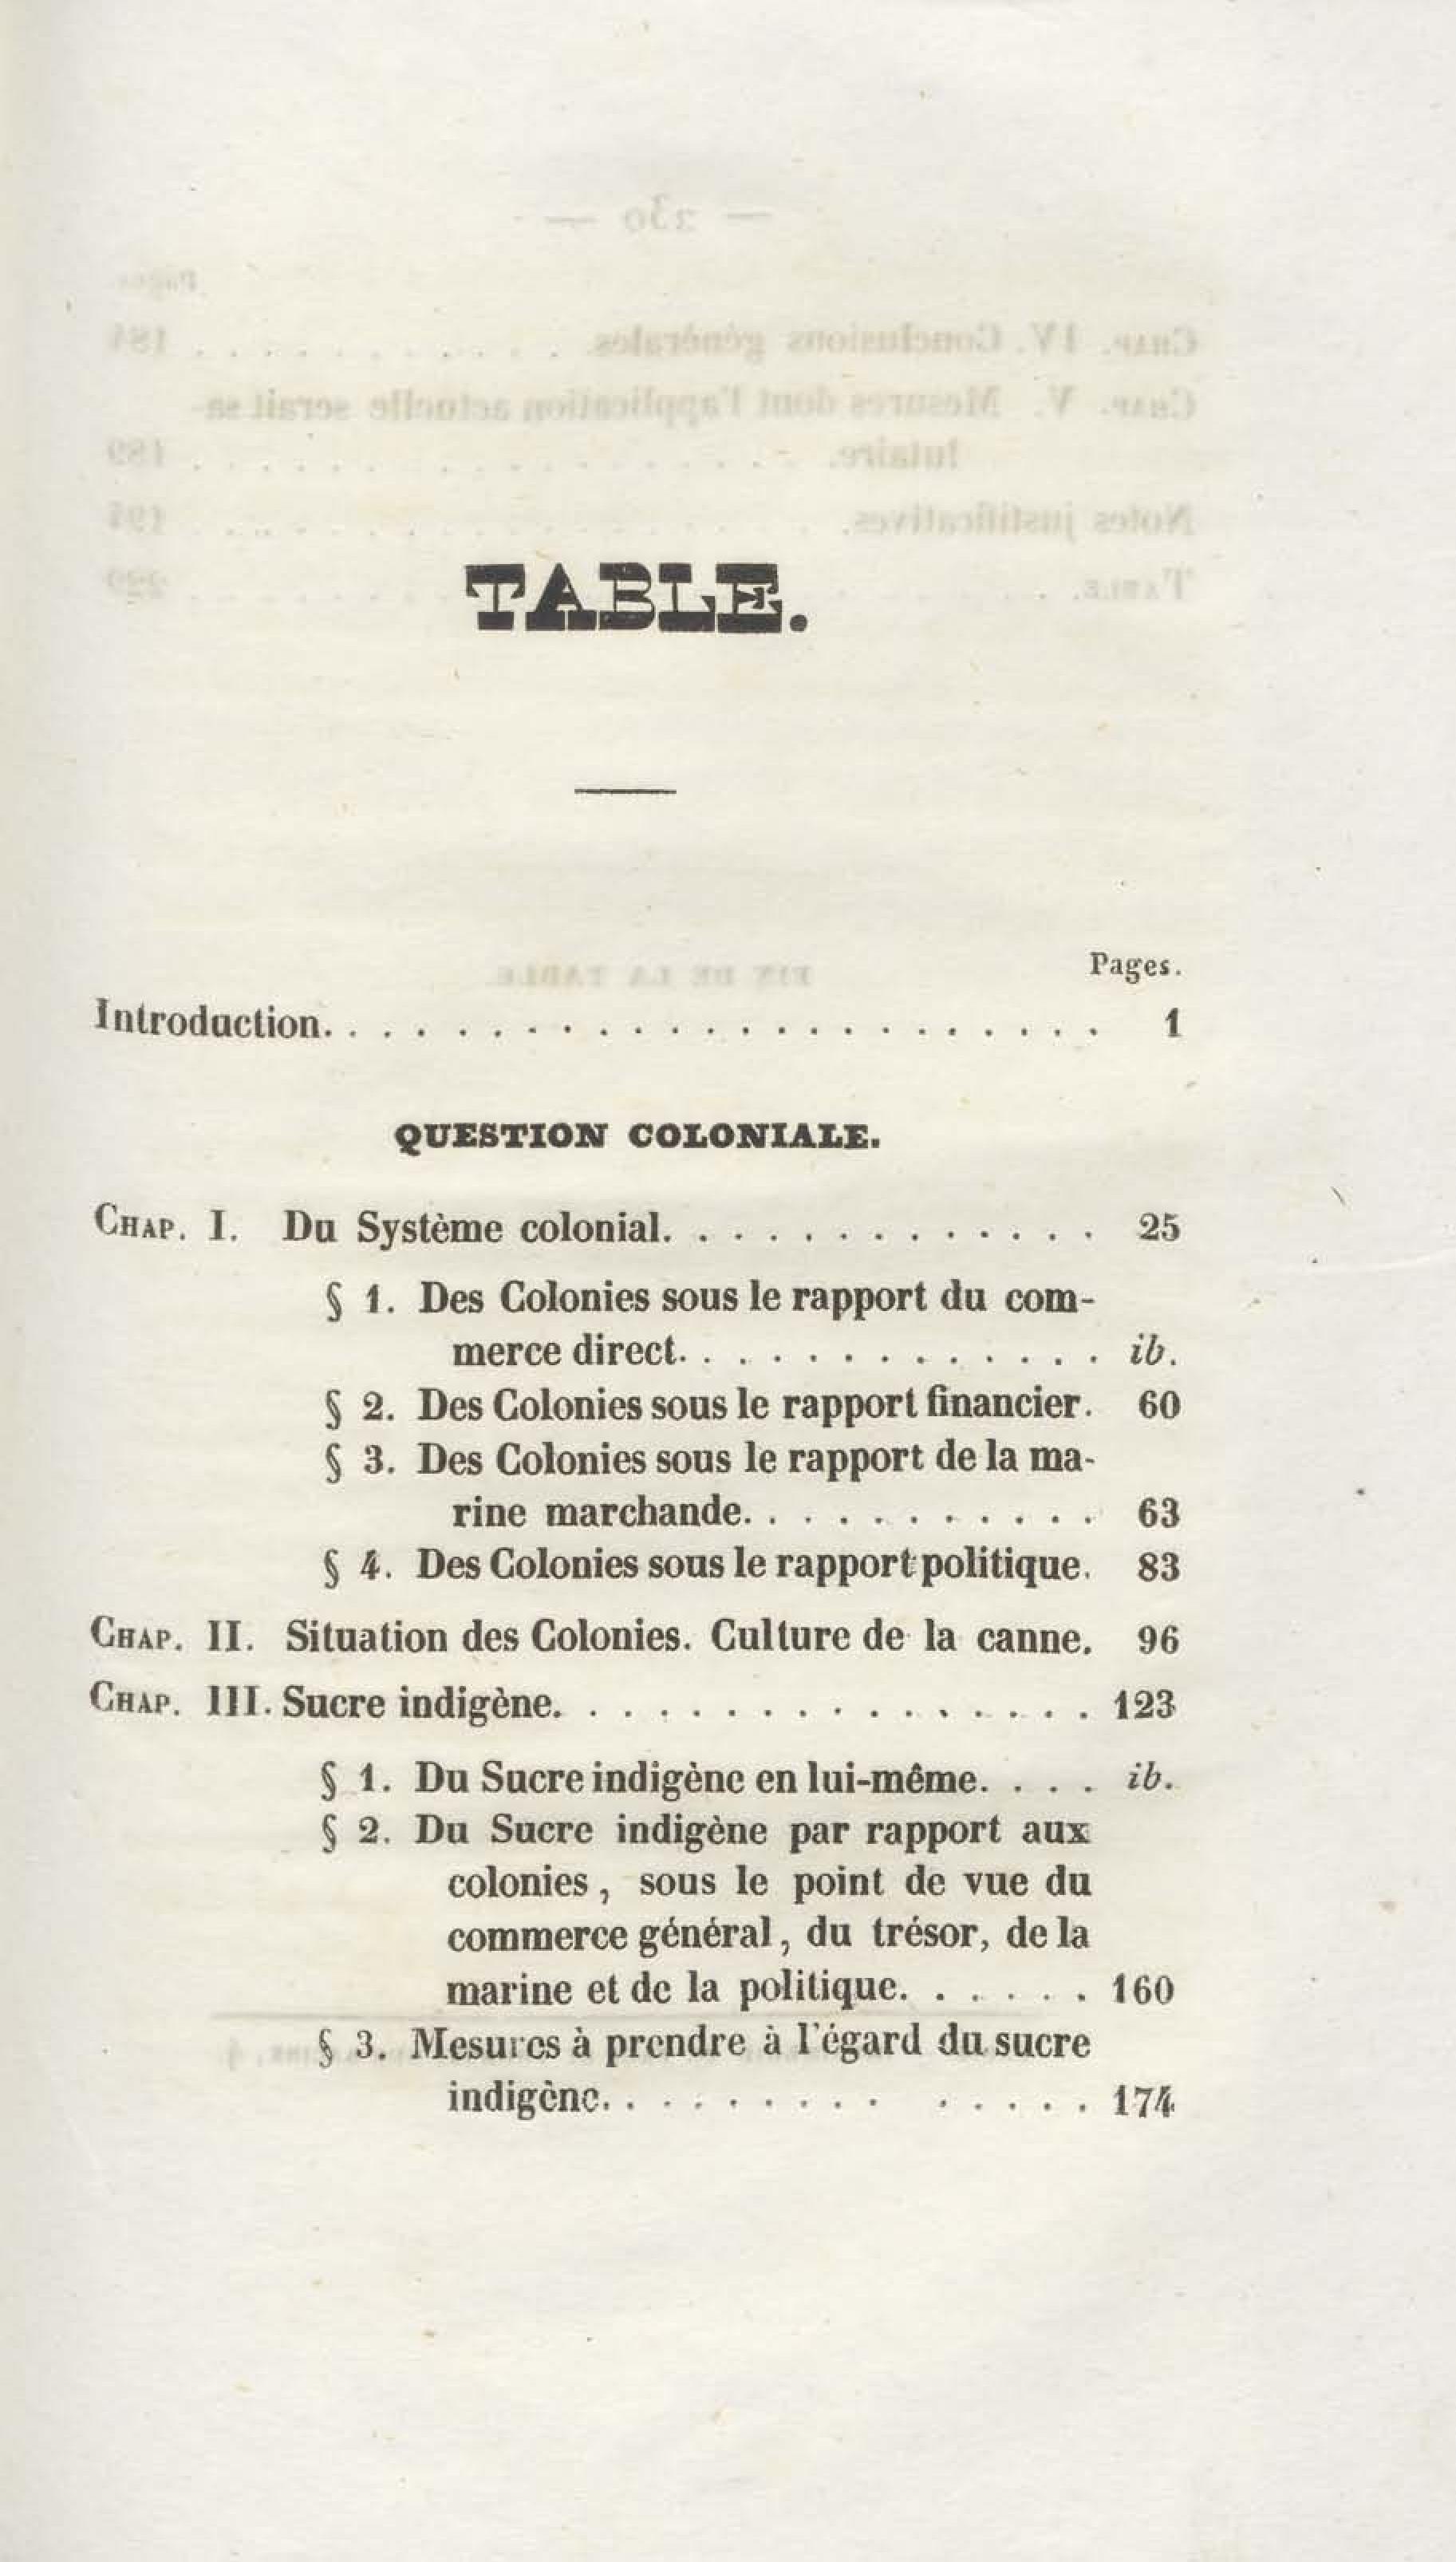 TABLE.
Pages.
Introduction. . . . . . . . . . . . . . . . . . . . . . . 1
QUESTION COLONIALE.
CHAP. I. Du Système colonial. . . . . . . . . . . . . 25
§ 1. Des Colonies sous le rapport du com-
merce direct. . . . . . . . . . . . . ib.
§ 2. Des Colonies sous le rapport financier. 60
§ 3. Des Colonies sous le rapport de la ma-
rine marchande. . . . . . . . . . . 63
§ 4. Des Colonies sous le rapport politique. 83
CHAP. II. Situation des Colonies. Culture de la canne. 96
CHAP. III. Sucre indigène. . . . . . . . . . . . . . . . 123
§ 1. Du Sucre indigène en lui-même. . . . ib.
§ 2. Du Sucre indigène par rapport aux
colonies, sous le point de vue du
commerce général, du trésor, de la
marine et de la politique. . . . . . 160
§ 3. Mesures à prendre à l'égard du sucre
indigène. . . . . . . . . . . . . . 174